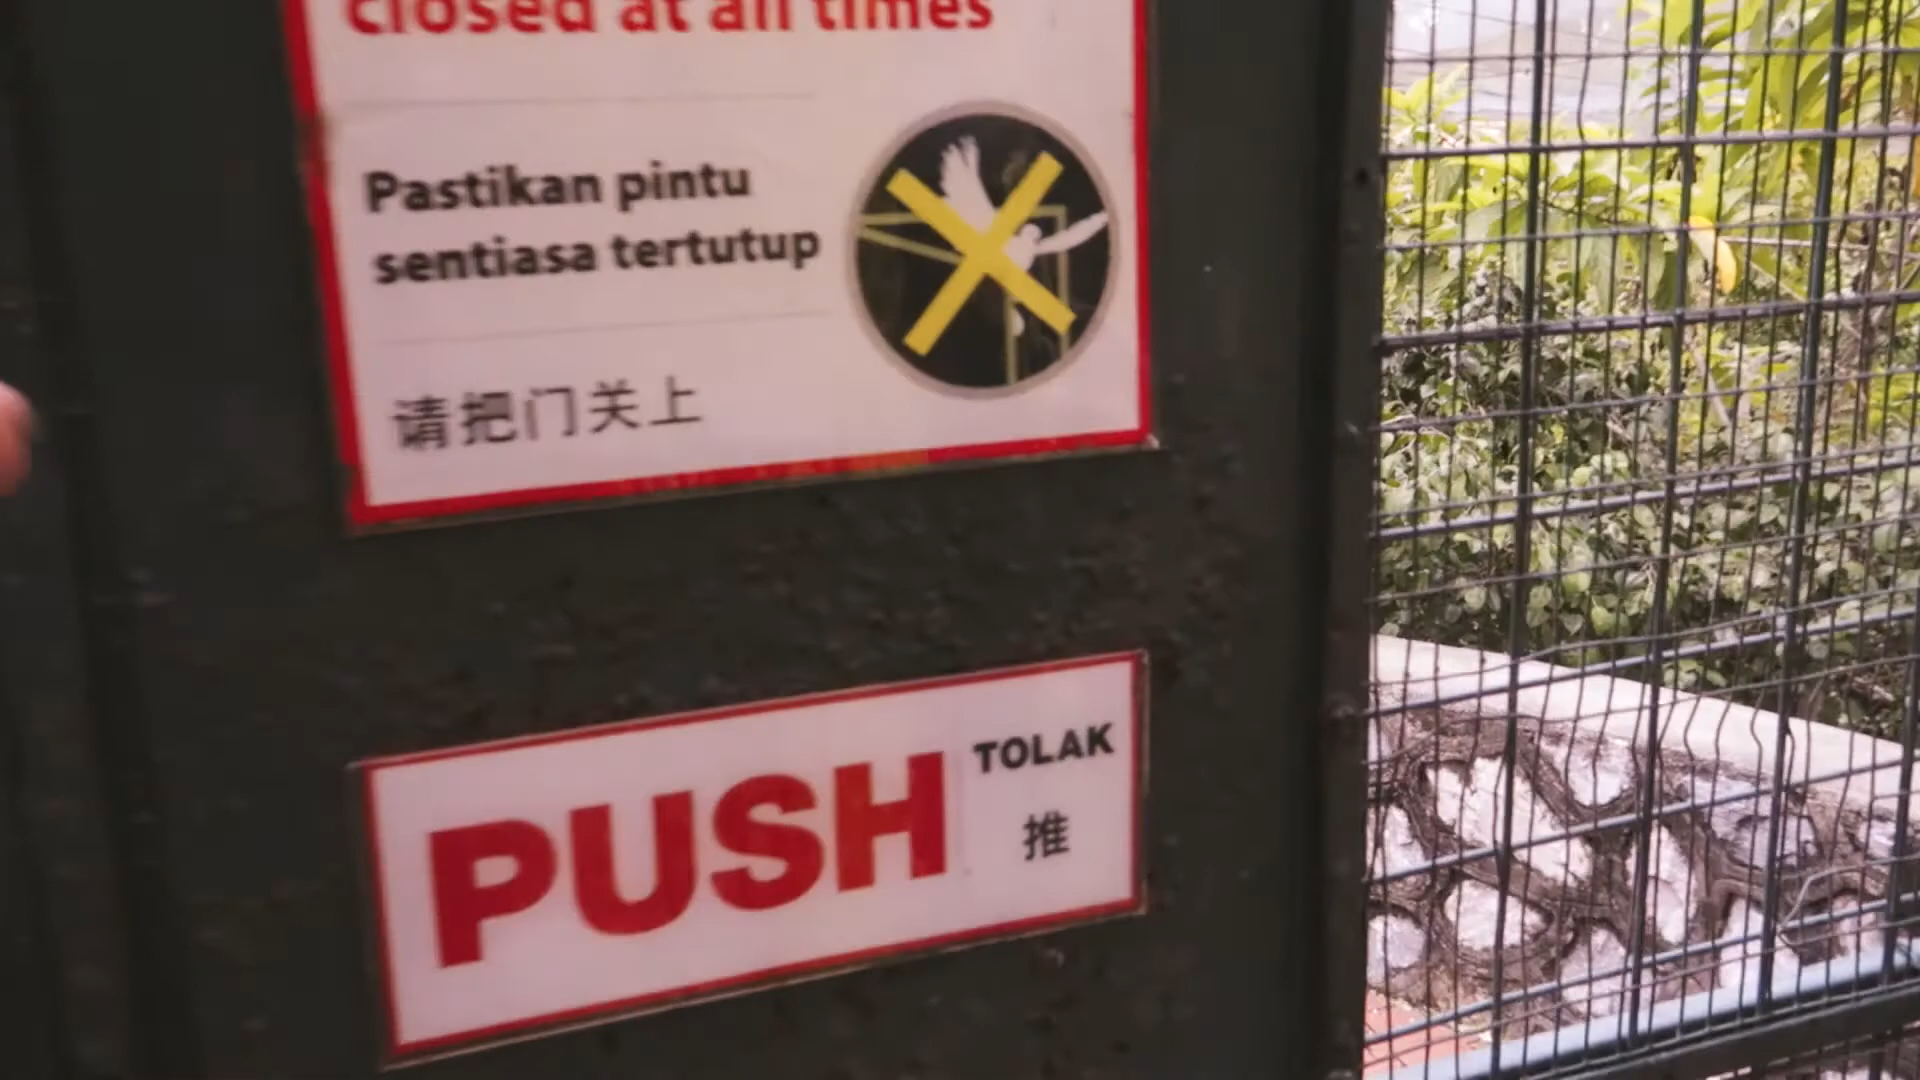 closed at all times
Pastikan pintu
sentiasa tertutup
请把门关上
PUSH
TOLAK
推